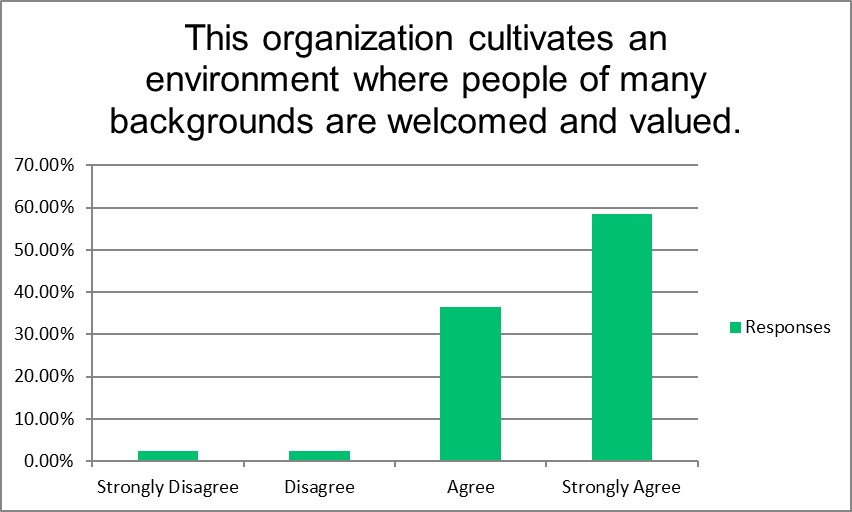 This organization cultivates an
environment where people of many
backgrounds are welcomed and valued.
70.00%
60.00%
50.00%
40.00%
30.00%
20.00%
10.00%
0.00%
Strongly Disagree Disagree Agree Strongly Agree
Responses